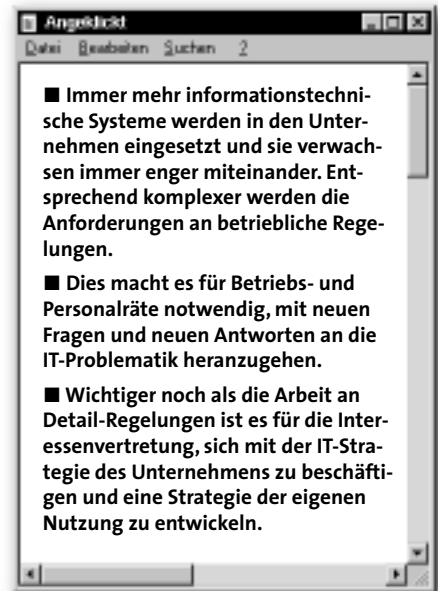 Angeklickt
Datei Bearbeiten Suchen ?
■ Immer mehr informationstechni-
sche Systeme werden in den Unter-
nehmen eingesetzt und sie verwach-
sen immer enger miteinander. Ent-
sprechend komplexer werden die
Anforderungen an betriebliche Rege-
lungen.
■ Dies macht es für Betriebs- und
Personalräte notwendig, mit neuen
Fragen und neuen Antworten an die
IT-Problematik heranzugehen.
■ Wichtiger noch als die Arbeit an
Detail-Regelungen ist es für die Inter-
essenvertretung, sich mit der IT-Stra-
tegie des Unternehmens zu beschäfti-
gen und eine Strategie der eigenen
Nutzung zu entwickeln.